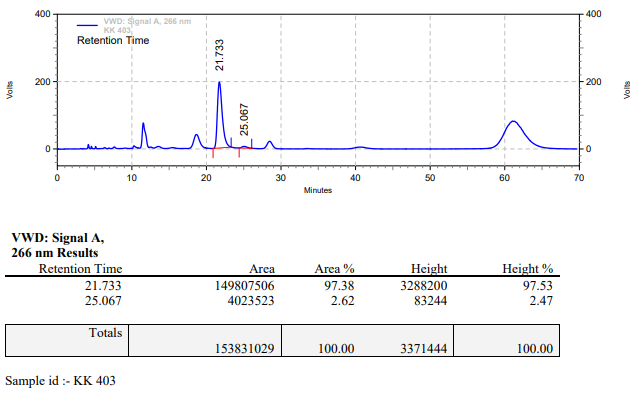 400
400
VWD: Signal A, 266 nm
KK 403,
Retention Time
21.733
25.067
200
200
Volts
Volts
0
0
0 10 20 30 40 50 60 70
Minutes
VWD: Signal A,
266 nm Results
Retention Time Area Area % Height Height %
21.733 149807506 97.38 3288200 97.53
25.067 4023523 2.62 83244 2.47
Totals
153831029 100.00 3371444 100.00
Sample id :- KK 403